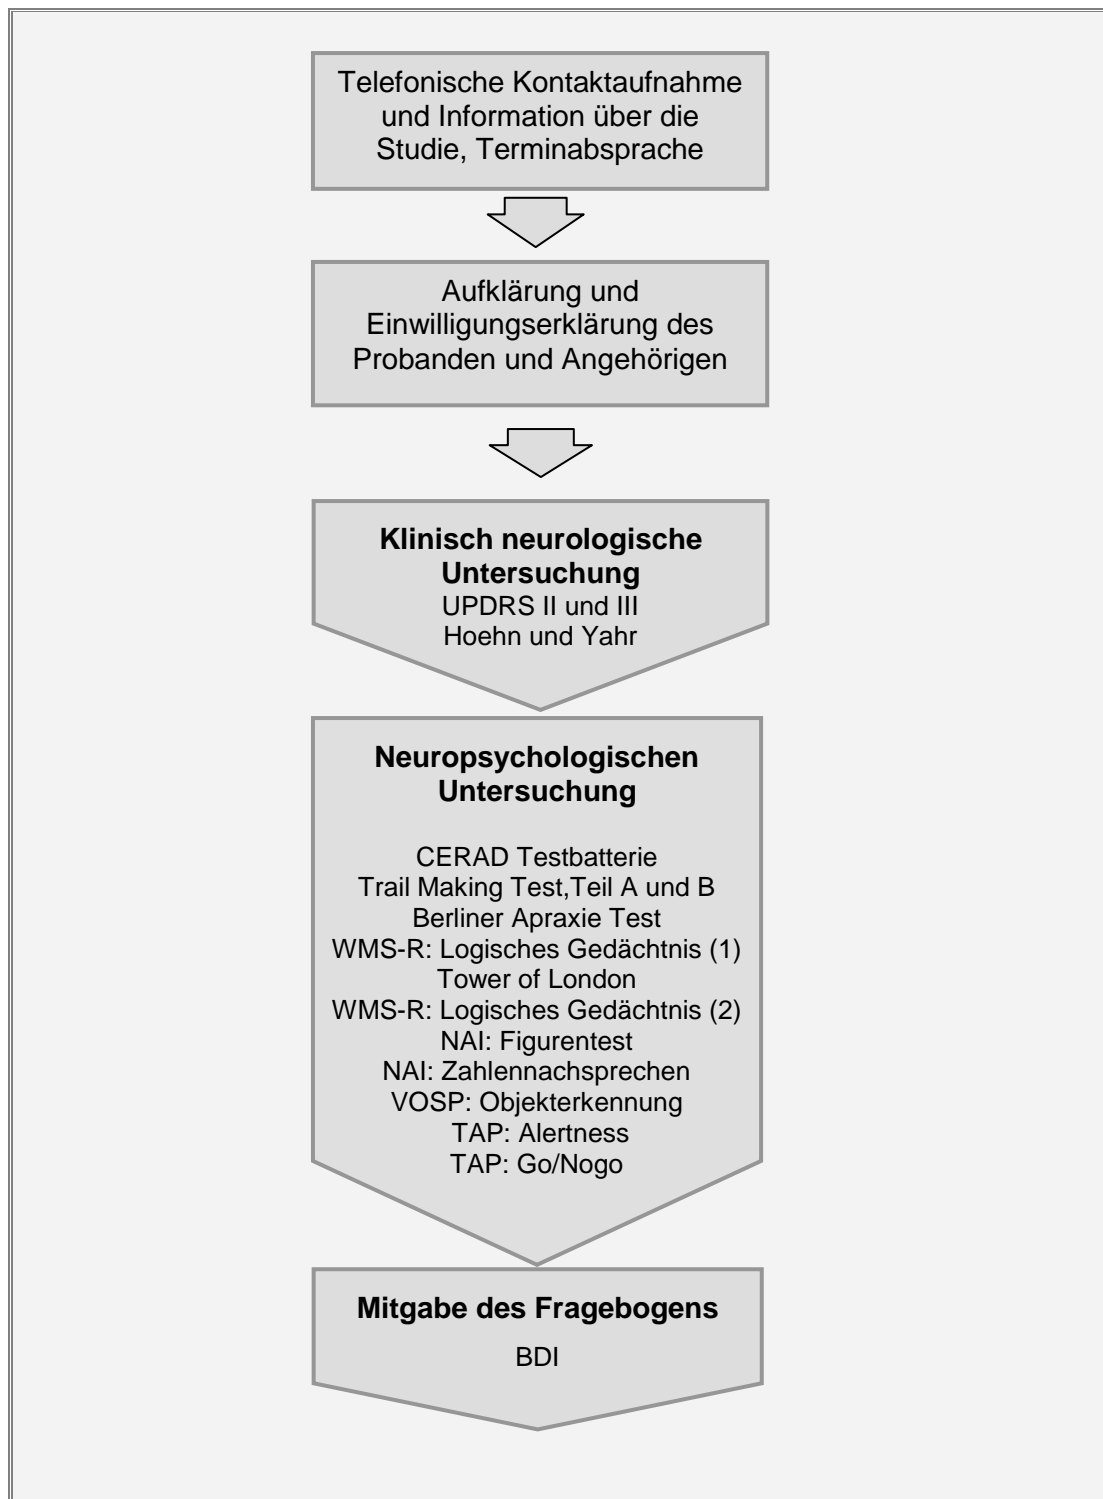 Telefonische Kontaktaufnahme
und Information über die
Studie, Terminabsprache
Aufklärung und
Einwilligungserklärung des
Probanden und Angehörigen
Klinisch neurologische
Untersuchung
UPDRS II und III
Hoehn und Yahr
Neuropsychologischen
Untersuchung
CERAD Testbatterie
Trail Making Test,Teil A und B
Berliner Apraxie Test
WMS-R: Logisches Gedächtnis (1)
Tower of London
WMS-R: Logisches Gedächtnis (2)
NAI: Figurentest
NAI: Zahlennachsprechen
VOSP: Objekterkennung
TAP: Alertness
TAP: Go/Nogo
Mitgabe des Fragebogens
BDI